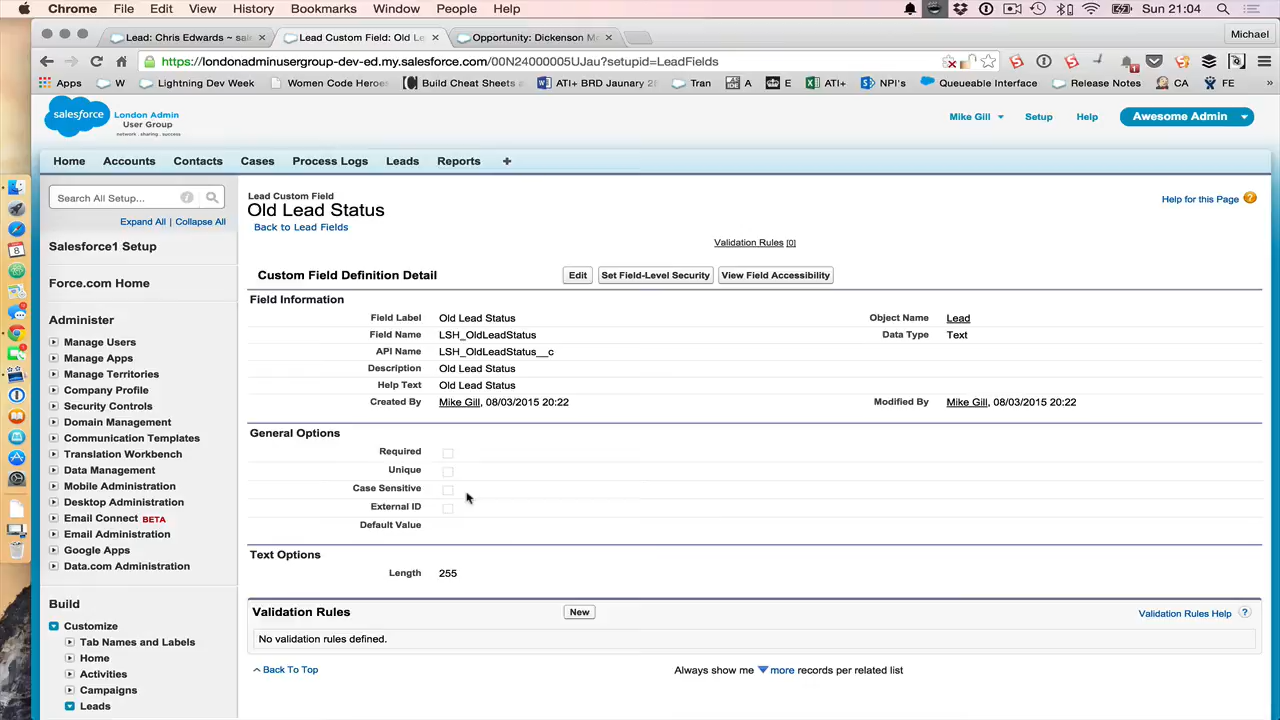 Chrome File Edit View History Bookmarks Window People Help Sun 21:04
Lead: Chris Edwards ~ sale × Lead Custom Field: Old Le × Opportunity: Dickenson M × Michael
https://londonadminusergroup-dev-ed.my.salesforce.com/00N24000005UJau?setupid=LeadFields
Apps W Lightning Dev Week Women Code Heroes Build Cheat Sheets ATI+ BRD Jaunary 2 Tran A E ATI+ NPI's Queueable Interface Release Notes CA FE »
salesforce London Admin
User Group
network . sharing . success
Mike Gill Setup Help Awesome Admin
Home Accounts Contacts Cases Process Logs Leads Reports +
Search All Setup...
Expand All | Collapse All
Salesforce1 Setup
Force.com Home
Administer
Manage Users
Manage Apps
Manage Territories
Company Profile
Security Controls
Domain Management
Communication Templates
Translation Workbench
Data Management
Mobile Administration
Desktop Administration
Email Connect BETA
Email Administration
Google Apps
Data.com Administration
Build
Customize
Tab Names and Labels
Home
Activities
Campaigns
Leads
Lead Custom Field
Old Lead Status
Back to Lead Fields
Help for this Page ?
Validation Rules [0]
Custom Field Definition Detail Edit Set Field-Level Security View Field Accessibility
Field Information
Field Label Old Lead Status Object Name Lead
Field Name LSH_OldLeadStatus Data Type Text
API Name LSH_OldLeadStatus__c
Description Old Lead Status
Help Text Old Lead Status
Created By Mike Gill, 08/03/2015 20:22 Modified By Mike Gill, 08/03/2015 20:22
General Options
Required
Unique
Case Sensitive
External ID
Default Value
Text Options
Length 255
Validation Rules New Validation Rules Help ?
No validation rules defined.
Back To Top Always show me more records per related list